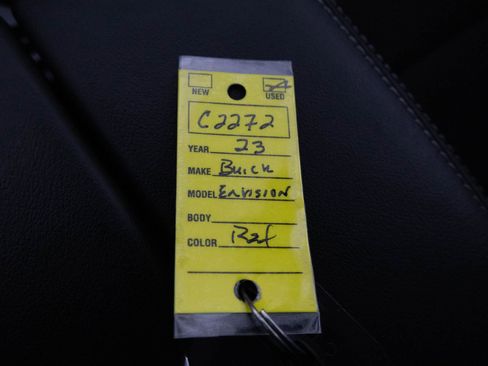 NEW USED
C2272
YEAR 23
MAKE Buick
MODEL ENVISION
BODY
COLOR Red